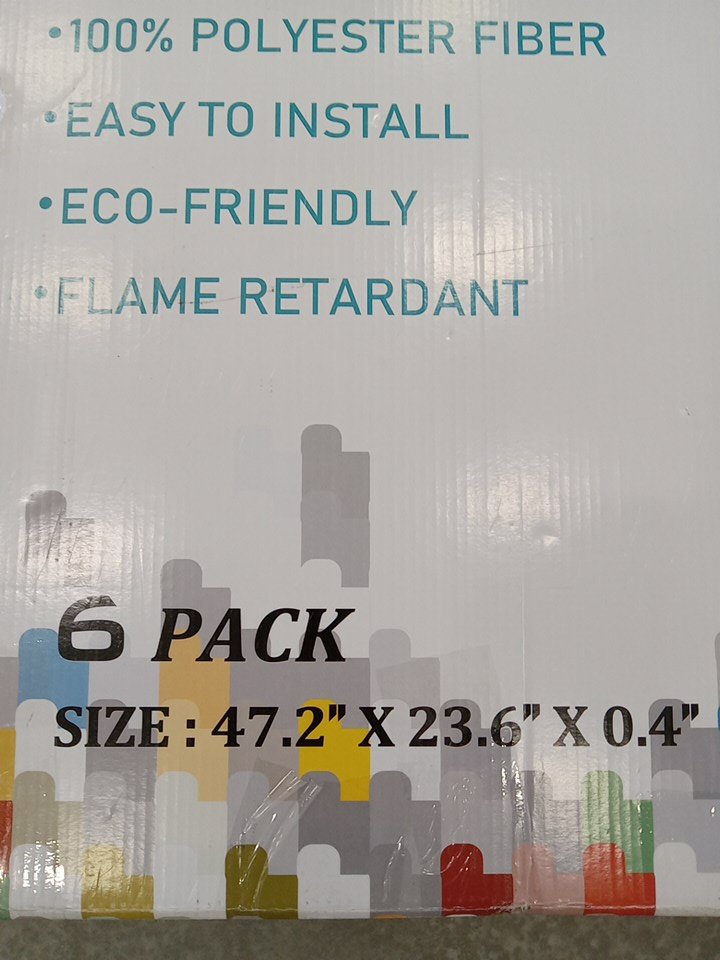 •100% POLYESTER FIBER
•EASY TO INSTALL
•ECO-FRIENDLY
•FLAME RETARDANT
6 PACK
SIZE : 47.2” X 23.6” X 0.4”